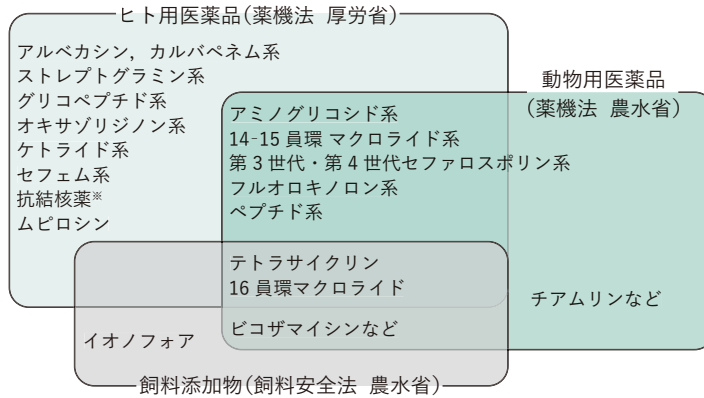 ヒト用医薬品(薬機法 厚労省)
アルベカシン，カルバペネム系
ストレプトグラミン系
グリコペプチド系
オキサゾリジノン系
ケトライド系
セフェム系
抗結核薬※
ムピロシン
動物用医薬品
(薬機法 農水省)
アミノグリコシド系
14-15 員環 マクロライド系
第３世代・第４世代セファロスポリン系
フルオロキノロン系
ペプチド系
テトラサイクリン
16 員環マクロライド
チアムリンなど
ビコザマイシンなど
イオノフォア
飼料添加物(飼料安全法 農水省)